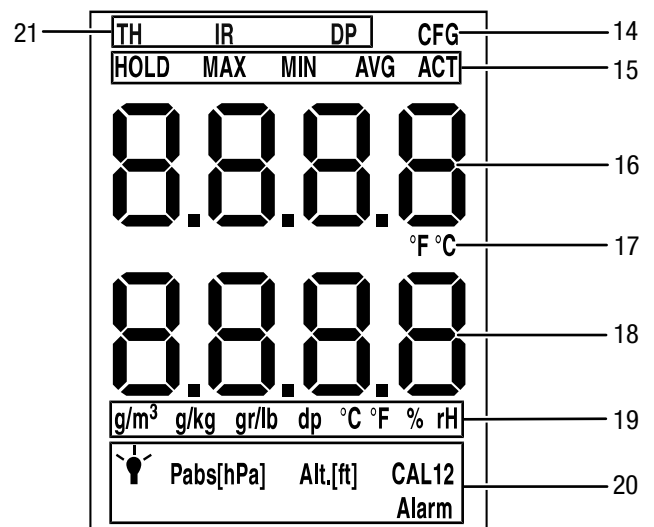 21 TH IR DP CFG 14
HOLD MAX MIN AVG ACT 15
8.8.8.8 16
°F °C 17
8.8.8.8 18
g/m³ g/kg gr/lb dp °C °F % rH 19
Pabs[hPa] Alt.[ft] CAL12 20
Alarm